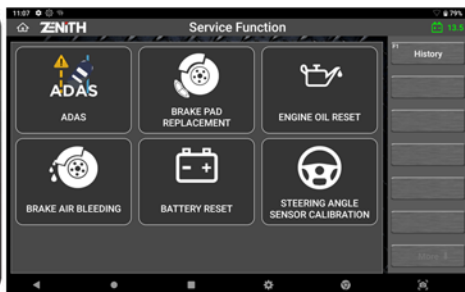 11:07
79%
ZENITH
Service Function
13.5
F1
History
ADAS
ADAS
BRAKE PAD
REPLACEMENT
ENGINE OIL RESET
BRAKE AIR BLEEDING
BATTERY RESET
STEERING ANGLE
SENSOR CALIBRATION
More